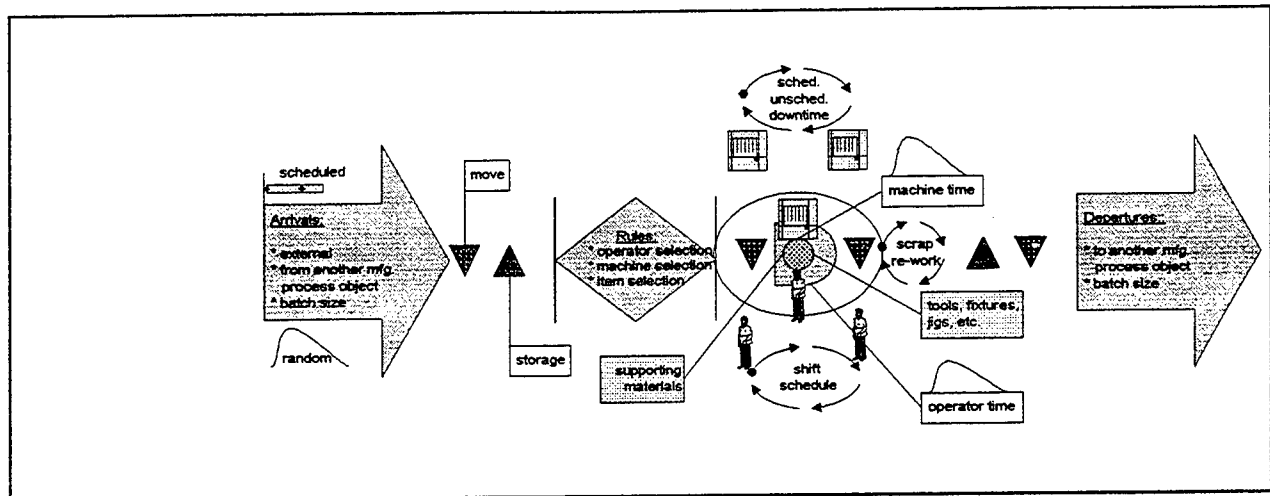 scheduled
Arrivals:
* external
* from another mfg.
process object
* batch size
random
move
storage
Rules:
* operator selection
* machine selection
* item selection
supporting
materials
sched.
unsched.
downtime
machine time
scrap
re-work
tools, fixtures,
jigs, etc.
shift
schedule
operator time
Departures:
* to another mfg.
process object
* batch size